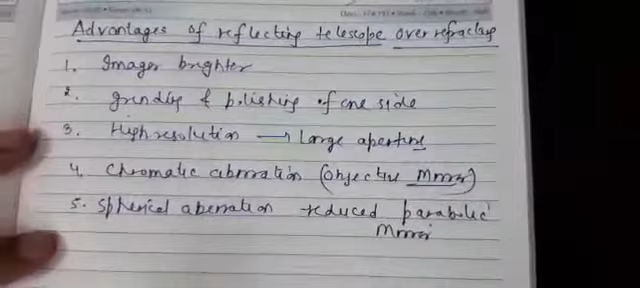 Advantages of reflecting telescope over refracting
1. Images brighter
2. grinding & polishing of one side
3. High resolution → Large aperture
4. Chromatic aberration (objective Mirror)
5. Spherical aberration reduced parabolic
Mirror